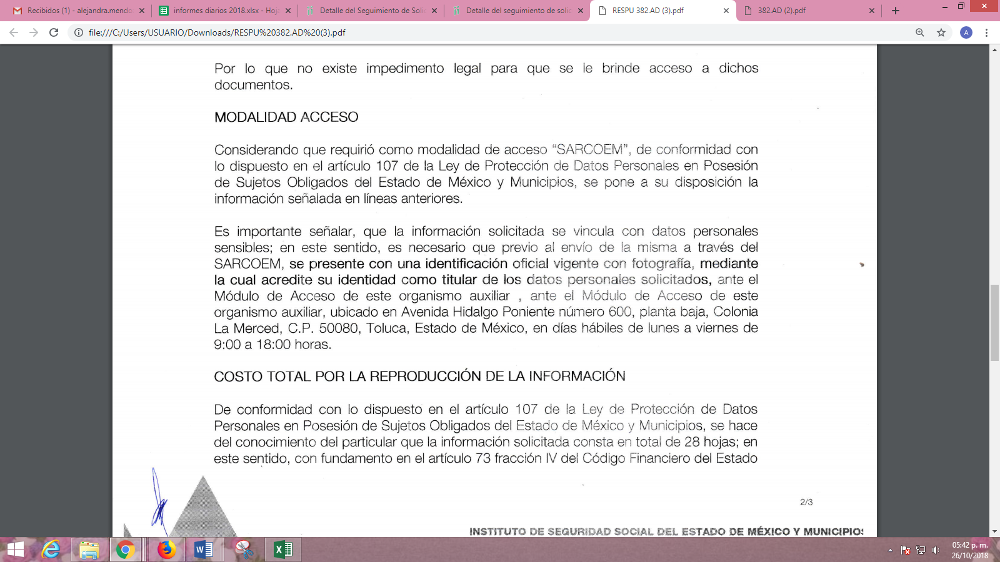 Recibidos (1) - alejandra.mendo
informes diarios 2018.xlsx - Hoja
Detalle del Seguimiento de Solic
Detalle del seguimiento de solic
RESPU 382.AD (3).pdf
382.AD (2).pdf
file:///C:/Users/USUARIO/Downloads/RESPU%20382.AD%20(3).pdf
A
Por lo que no existe impedimento legal para que se le brinde acceso a dichos
documentos.
MODALIDAD ACCESO
Considerando que requirió como modalidad de acceso “SARCOEM”, de conformidad con
lo dispuesto en el artículo 107 de la Ley de Protección de Datos Personales en Posesión
de Sujetos Obligados del Estado de México y Municipios, se pone a su disposición la
información señalada en líneas anteriores.
Es importante señalar, que la información solicitada se vincula con datos personales
sensibles; en este sentido, es necesario que previo al envío de la misma a través del
SARCOEM, se presente con una identificación oficial vigente con fotografía, mediante
la cual acredite su identidad como titular de los datos personales solicitados, ante el
Módulo de Acceso de este organismo auxiliar , ante el Módulo de Acceso de este
organismo auxiliar, ubicado en Avenida Hidalgo Poniente número 600, planta baja, Colonia
La Merced, C.P. 50080, Toluca, Estado de México, en días hábiles de lunes a viernes de
9:00 a 18:00 horas.
COSTO TOTAL POR LA REPRODUCCIÓN DE LA INFORMACIÓN
De conformidad con lo dispuesto en el artículo 107 de la Ley de Protección de Datos
Personales en Posesión de Sujetos Obligados del Estado de México y Municipios, se hace
del conocimiento del particular que la información solicitada consta en total de 28 hojas; en
este sentido, con fundamento en el artículo 73 fracción IV del Código Financiero del Estado
2/3
INSTITUTO DE SEGURIDAD SOCIAL DEL ESTADO DE MÉXICO Y MUNICIPIOS
05:42 p. m.
26/10/2018